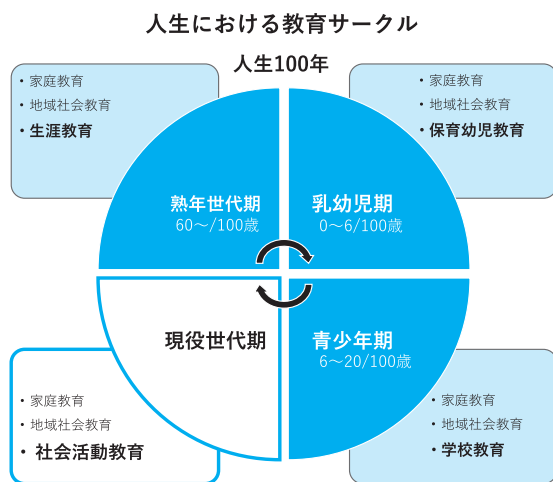 人生における教育サークル
人生100年
・家庭教育
・地域社会教育
・生涯教育
・家庭教育
・地域社会教育
・保育幼児教育
熟年世代期
60〜/100歳
乳幼児期
0〜6/100歳
現役世代期
青少年期
6〜20/100歳
・家庭教育
・地域社会教育
・社会活動教育
・家庭教育
・地域社会教育
・学校教育